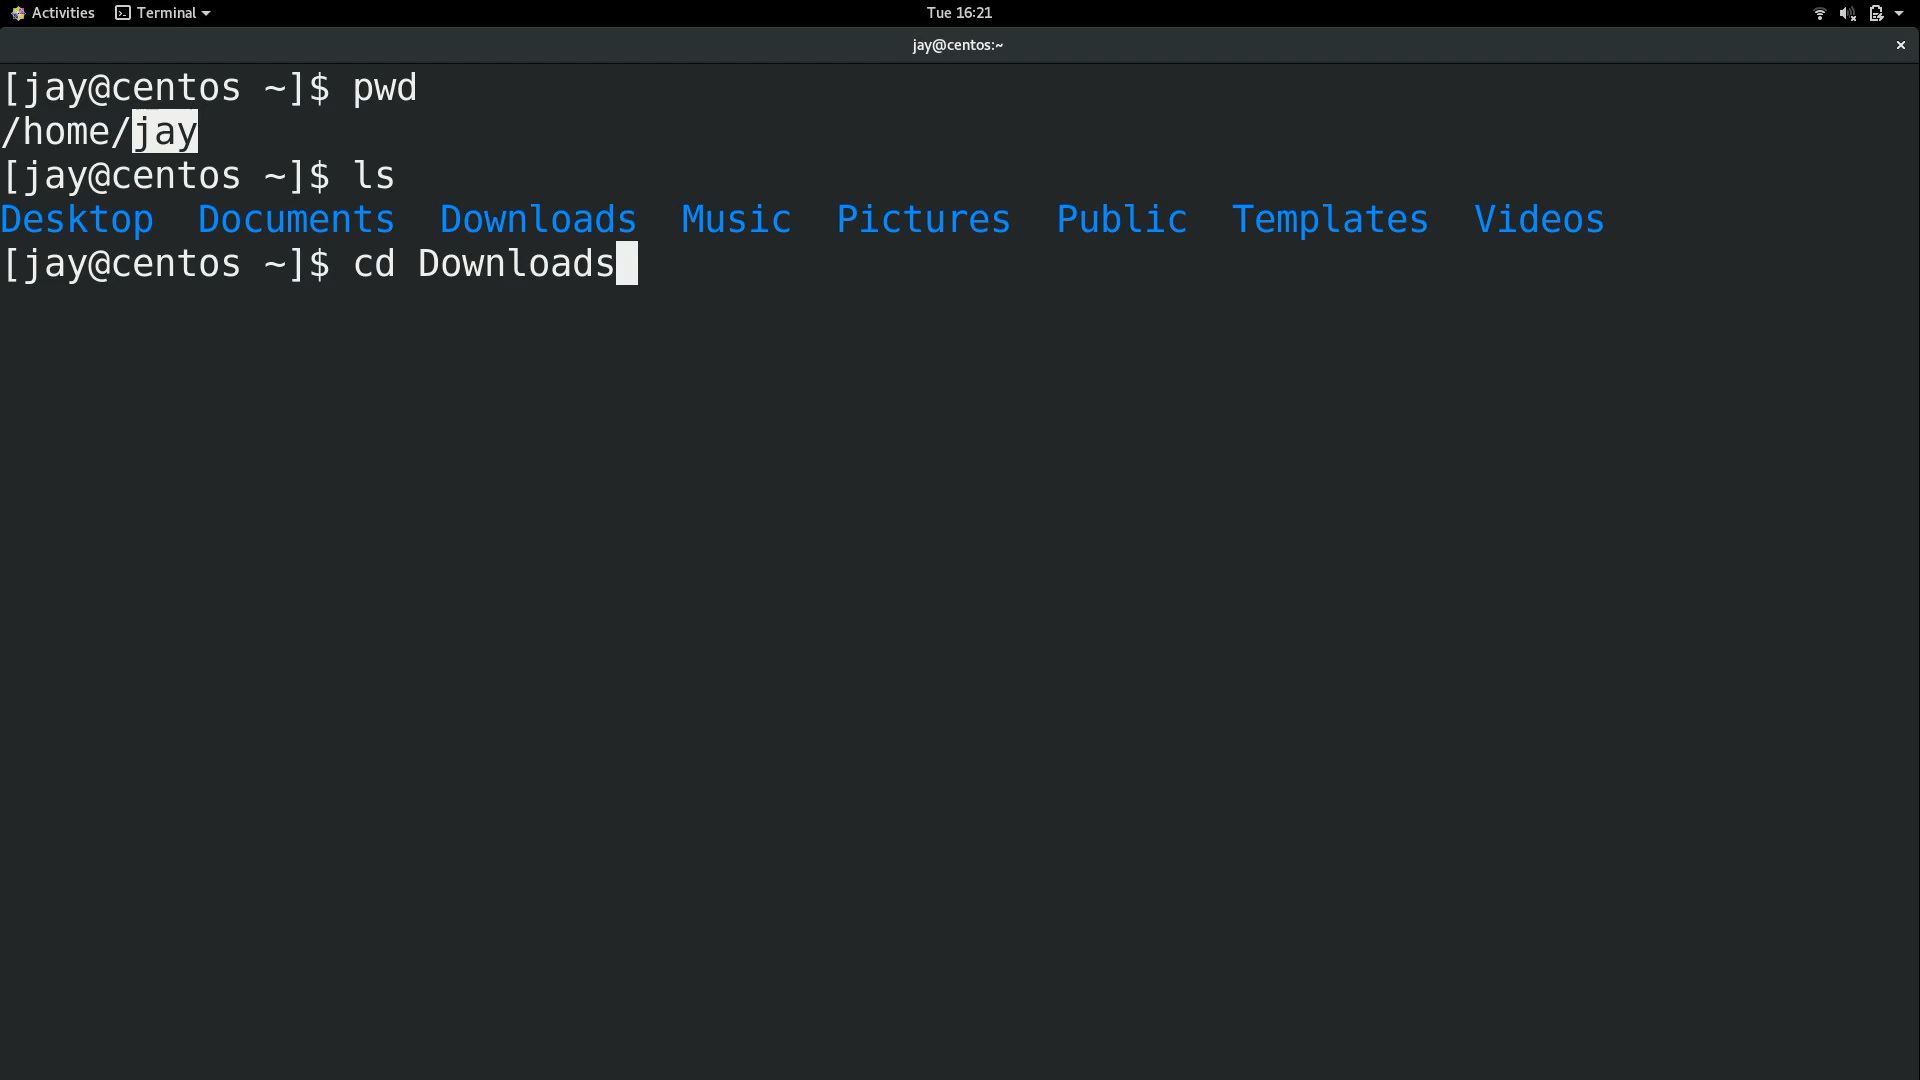 Activities Terminal Tue 16:21
jay@centos:~
[jay@centos ~]$ pwd
/home/jay
[jay@centos ~]$ ls
Desktop Documents Downloads Music Pictures Public Templates Videos
[jay@centos ~]$ cd Downloads